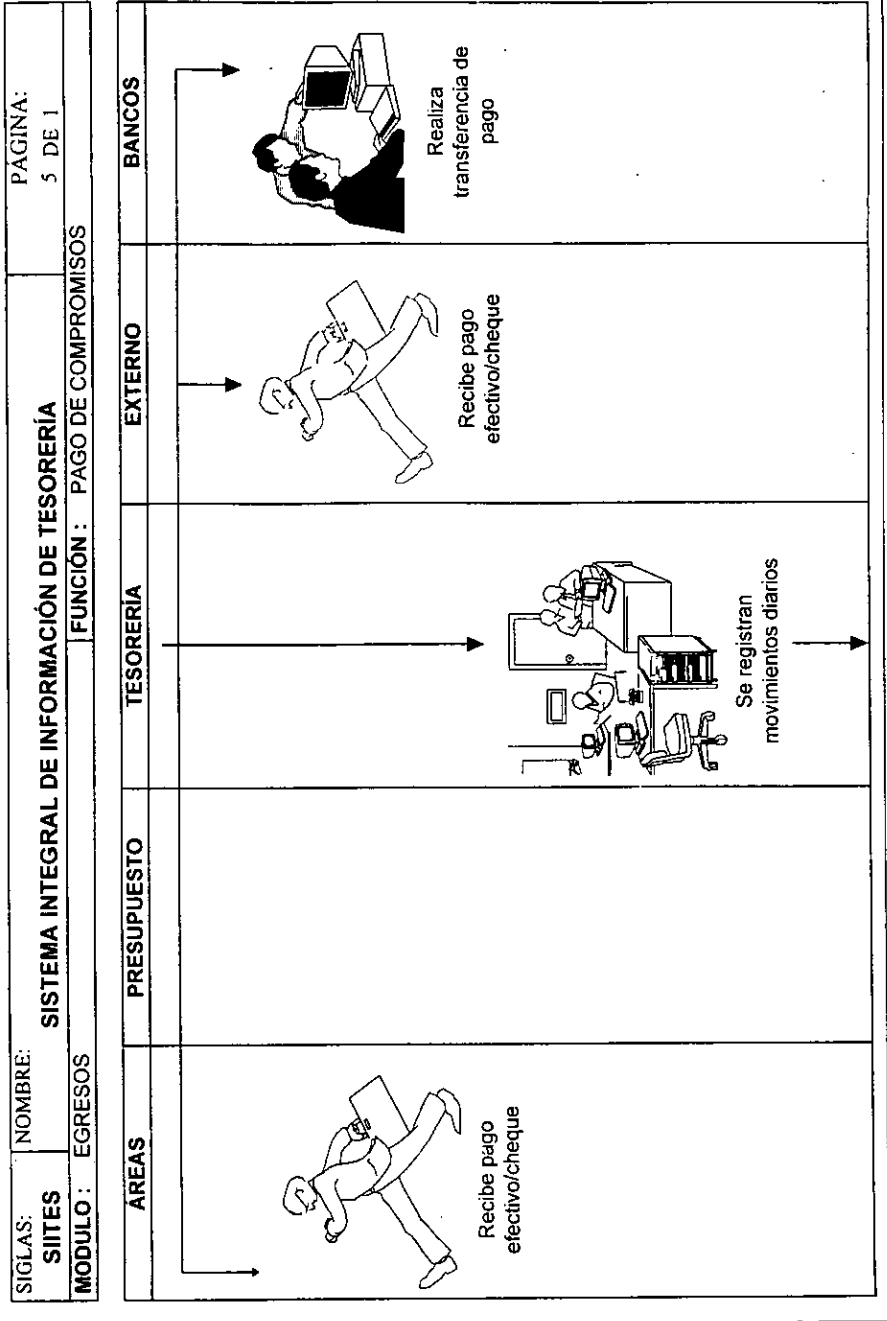 SIGLAS:
SIITES
NOMBRE:
SISTEMA INTEGRAL DE INFORMACIÓN DE TESORERÍA
PÁGINA:
5 DE 1
MODULO : EGRESOS
FUNCIÓN : PAGO DE COMPROMISOS
ÁREAS
PRESUPUESTO
TESORERÍA
EXTERNO
BANCOS
Recibe pago
efectivo/cheque
Se registran
movimientos diarios
Recibe pago
efectivo/cheque
Realiza
transferencia de
pago